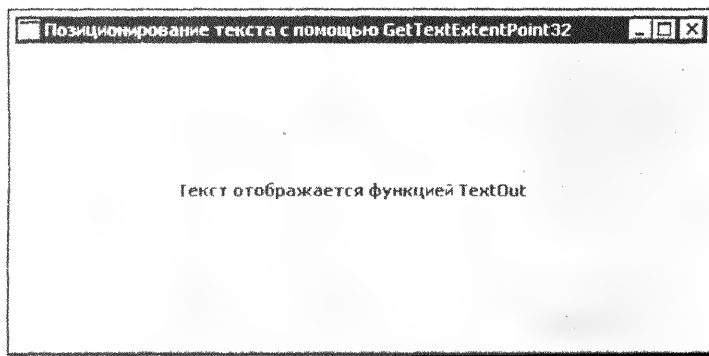 Позиционирование текста с помощью GetTextExtentPoint32
Текст отображается функцией TextOut